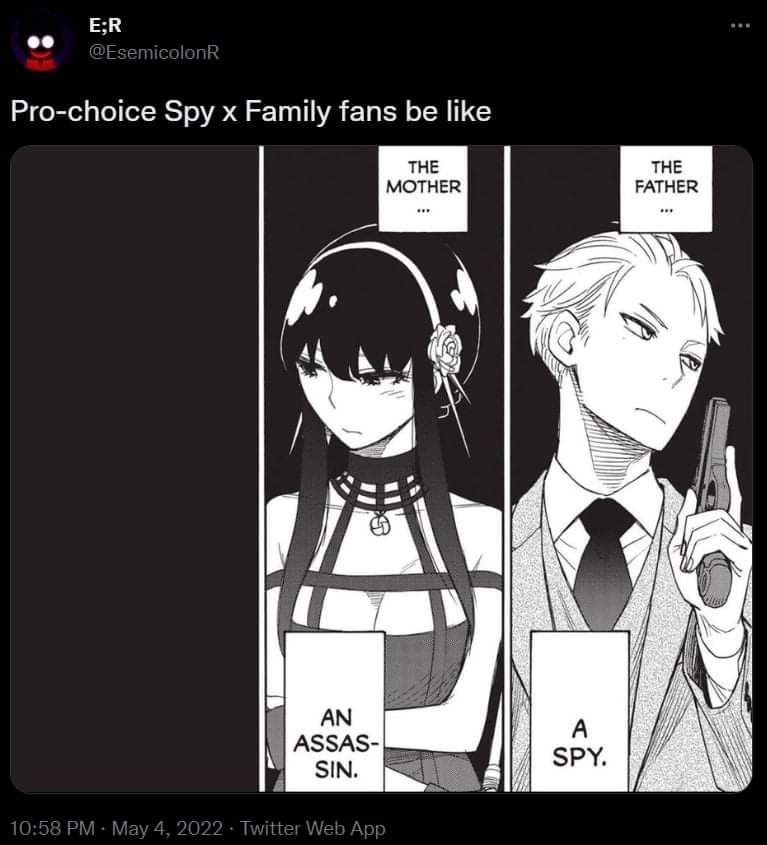 E;R
@EsemicolonR
Pro-choice Spy x Family fans be like
THE
MOTHER
...
THE
FATHER
...
AN
ASSAS-
SIN.
A
SPY.
10:58 PM · May 4, 2022 · Twitter Web App